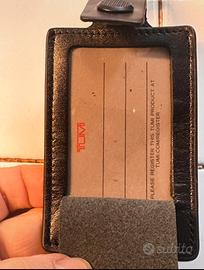 TUMI
PLEASE REGISTER THIS TUMI PRODUCT AT
TUMI.COM/REGISTER
subito